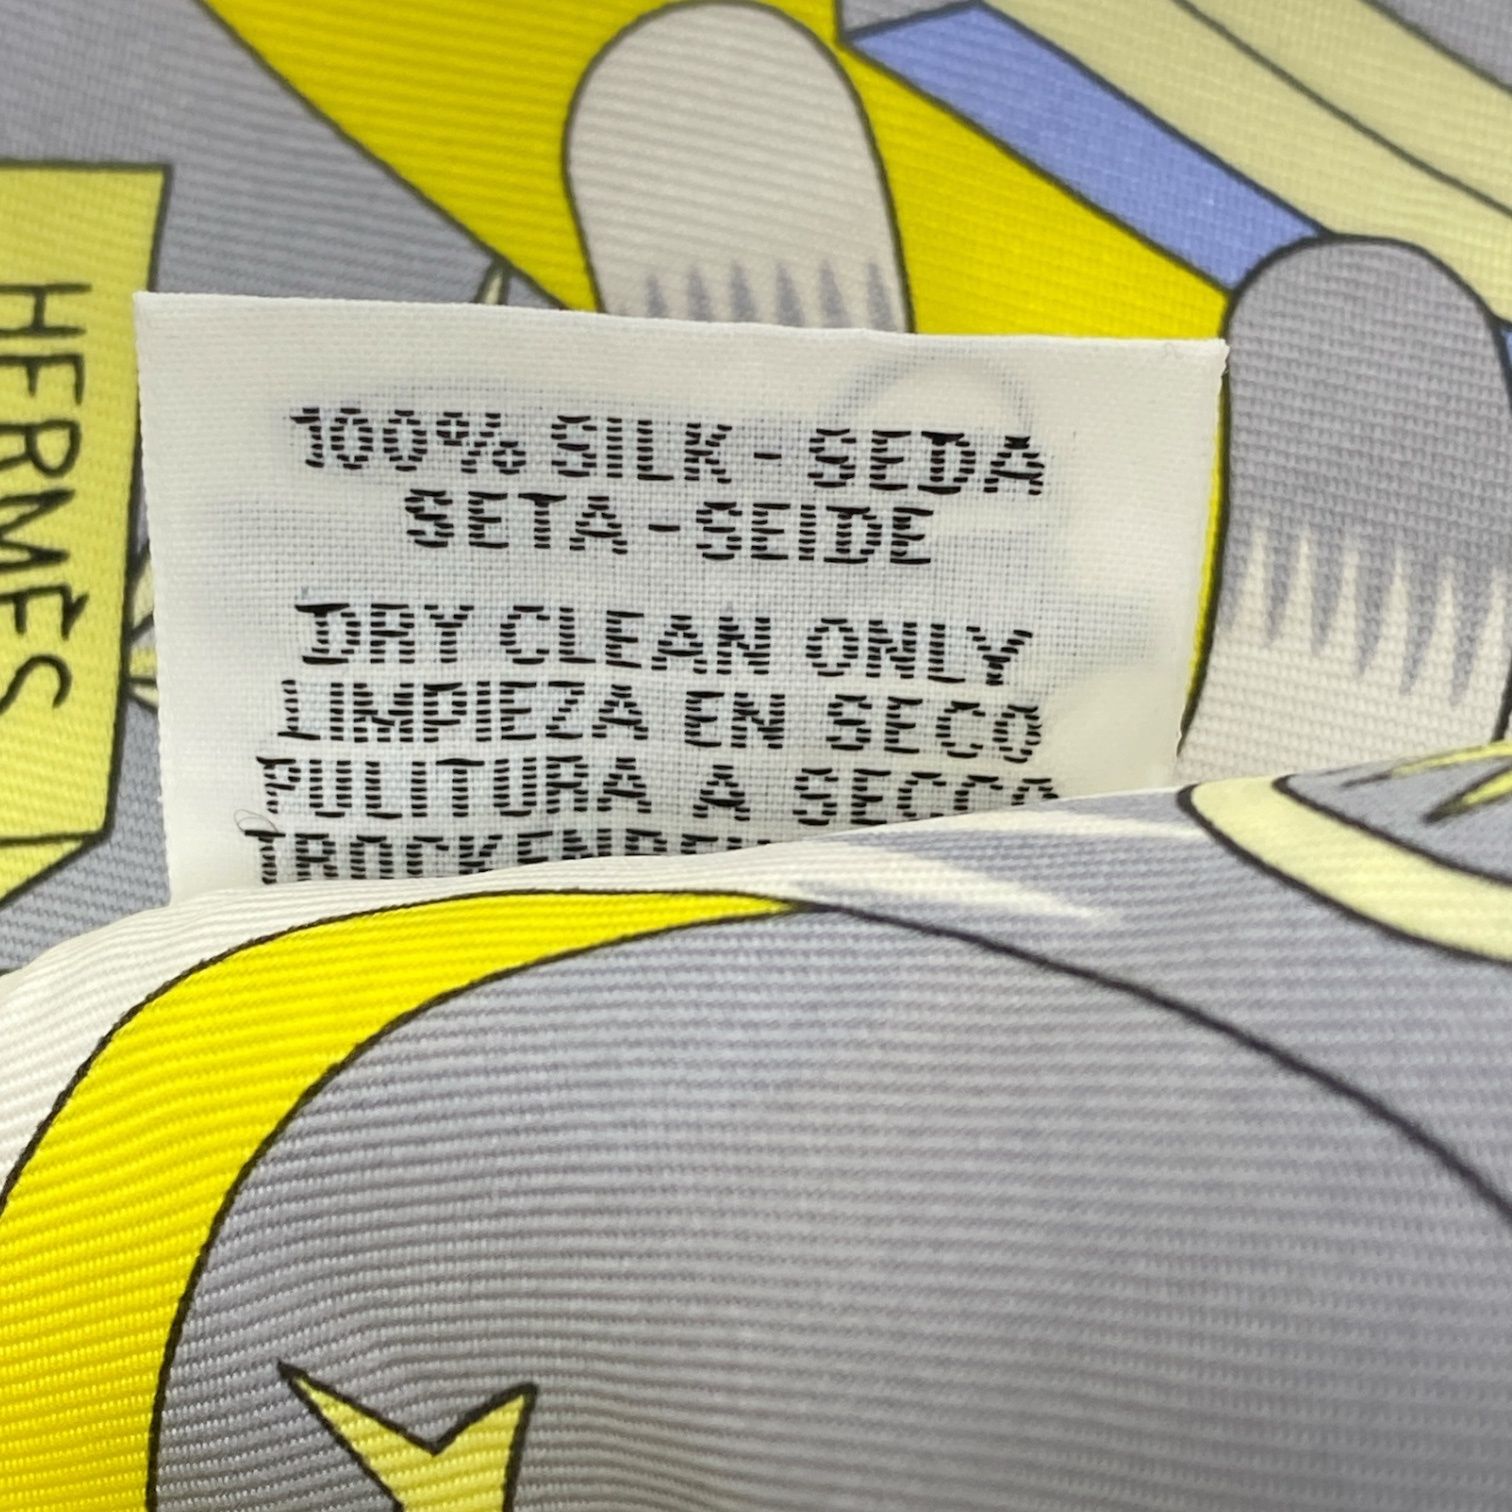 HERMÈS
100% SILK - SEDA
SETA - SEIDE
DRY CLEAN ONLY
LIMPIEZA EN SECO
PULITURA A SECCO